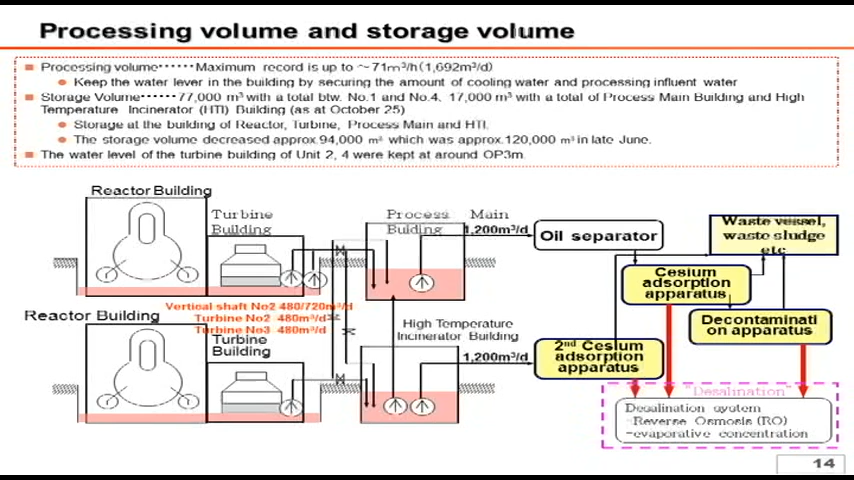 Processing volume and storage volume
Processing volume‥‥‥Maximum record is up to ～71m³/h(1,692m³/d)
Keep the water lever in the building by securing the amount of cooling water and processing influent water
Storage Volume‥‥‥77,000 m³ with a total btw. No.1 and No.4, 17,000 m³ with a total of Process Main Building and High
Temperature Incinerator (HTI) Building (as at October 25)
Storage at the building of Reactor, Turbine, Process Main and HTI.
The storage volume decreased approx.94,000 m³ which was approx.120,000 m³ in late June.
The water level of the turbine building of Unit 2, 4 were kept at around OP3m.
Reactor Building
Turbine
Building
Process Main
Bulding
1,200m³/d
Oil separator
Waste vessel,
waste sludge
etc
Cesium
adsorption
apparatus
Decontaminati
on apparatus
Vertical shaft No2 480/720m³/d
Turbine No2 480m³/d
Turbine No3 480m³/d
Reactor Building
Turbine
Building
High Temperature
Incinerator Building
1,200m³/d
2nd Cesium
adsorption
apparatus
"Desalination"
Desalination system
-Reverse Osmosis (RO)
-evaporative concentration
14